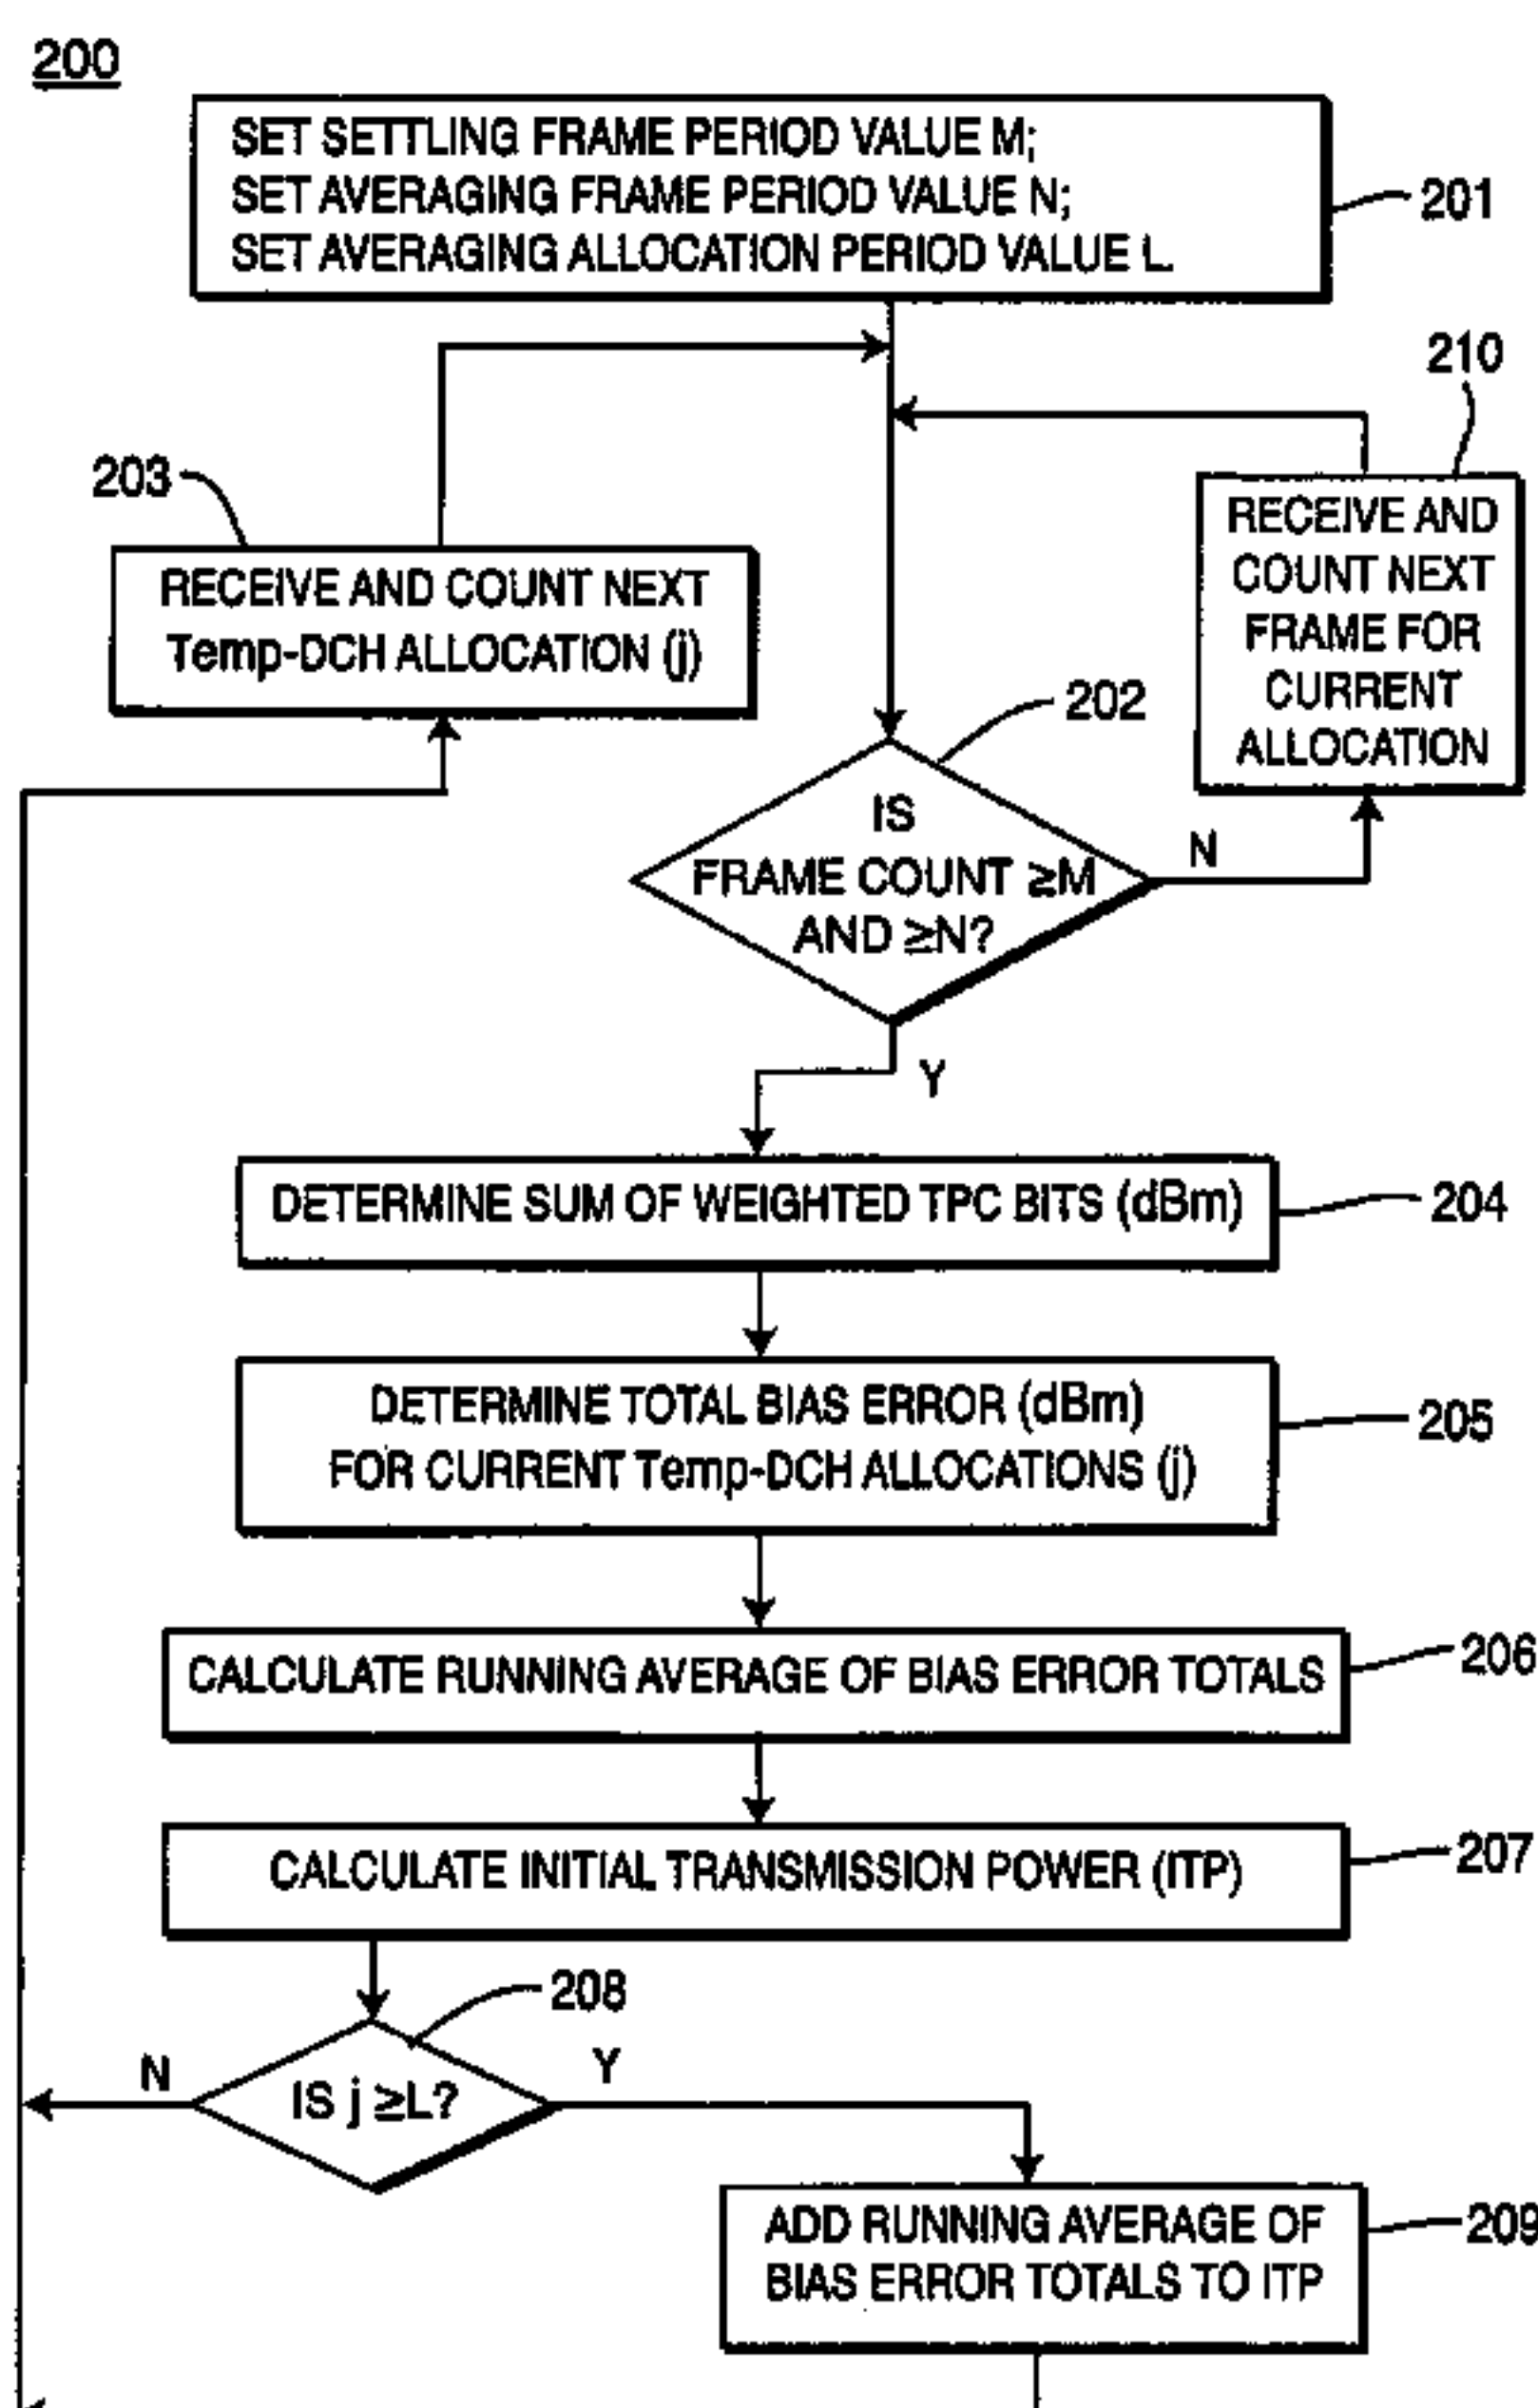 200
SET SETTLING FRAME PERIOD VALUE M;
SET AVERAGING FRAME PERIOD VALUE N;
SET AVERAGING ALLOCATION PERIOD VALUE L.
201
210
203
RECEIVE AND COUNT NEXT
Temp-DCH ALLOCATION (j)
RECEIVE AND
COUNT NEXT
FRAME FOR
CURRENT
ALLOCATION
202
IS
FRAME COUNT ≥M
AND ≥N?
N
Y
DETERMINE SUM OF WEIGHTED TPC BITS (dBm)
204
DETERMINE TOTAL BIAS ERROR (dBm)
FOR CURRENT Temp-DCH ALLOCATIONS (j)
205
CALCULATE RUNNING AVERAGE OF BIAS ERROR TOTALS
206
CALCULATE INITIAL TRANSMISSION POWER (ITP)
207
208
N
IS j ≥L?
Y
ADD RUNNING AVERAGE OF
BIAS ERROR TOTALS TO ITP
209